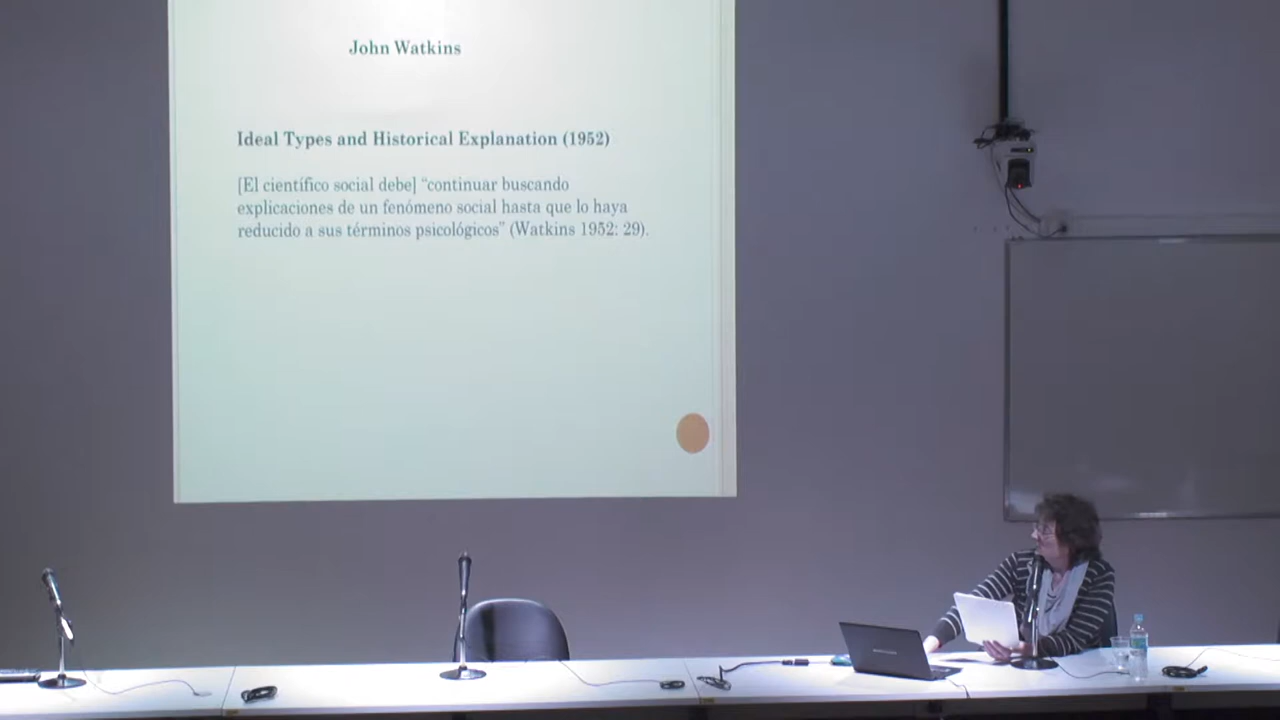 John Watkins
Ideal Types and Historical Explanation (1952)
[El científico social debe] “continuar buscando
explicaciones de un fenómeno social hasta que lo haya
reducido a sus términos psicológicos” (Watkins 1952: 29).